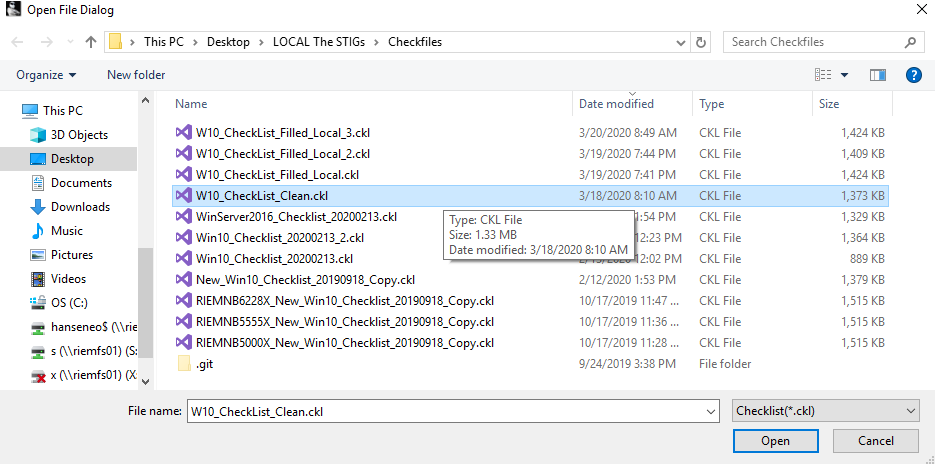 Open File Dialog
This PC > Desktop > LOCAL The STIGs > Checkfiles
Search Checkfiles
Organize
New folder
This PC
3D Objects
Desktop
Documents
Downloads
Music
Pictures
Videos
OS (C:)
hanseneo$ (\\rie
s (\\riemfs01) (S:
x (\\riemfs01) (X:
Name Date modified Type Size
W10_CheckList_Filled_Local_3.ckl 3/20/2020 8:49 AM CKL File 1,424 KB
W10_CheckList_Filled_Local_2.ckl 3/19/2020 7:44 PM CKL File 1,409 KB
W10_CheckList_Filled_Local.ckl 3/19/2020 7:41 PM CKL File 1,424 KB
W10_CheckList_Clean.ckl 3/18/2020 8:10 AM CKL File 1,373 KB
WinServer2016_Checklist_20200213.ckl 1:54 PM CKL File 1,329 KB
Win10_Checklist_20200213_2.ckl 12:23 PM CKL File 1,364 KB
Win10_Checklist_20200213.ckl 12:02 PM CKL File 889 KB
New_Win10_Checklist_20190918_Copy.ckl 2/12/2020 1:53 PM CKL File 1,379 KB
RIEMNB6228X_New_Win10_Checklist_20190918_Copy.ckl 10/17/2019 11:47 ... CKL File 1,515 KB
RIEMNB5555X_New_Win10_Checklist_20190918_Copy.ckl 10/17/2019 11:36 ... CKL File 1,515 KB
RIEMNB5000X_New_Win10_Checklist_20190918_Copy.ckl 10/17/2019 11:28 ... CKL File 1,515 KB
.git 9/24/2019 3:38 PM File folder
Type: CKL File
Size: 1.33 MB
Date modified: 3/18/2020 8:10 AM
File name: W10_CheckList_Clean.ckl
Checklist(*.ckl)
Open
Cancel